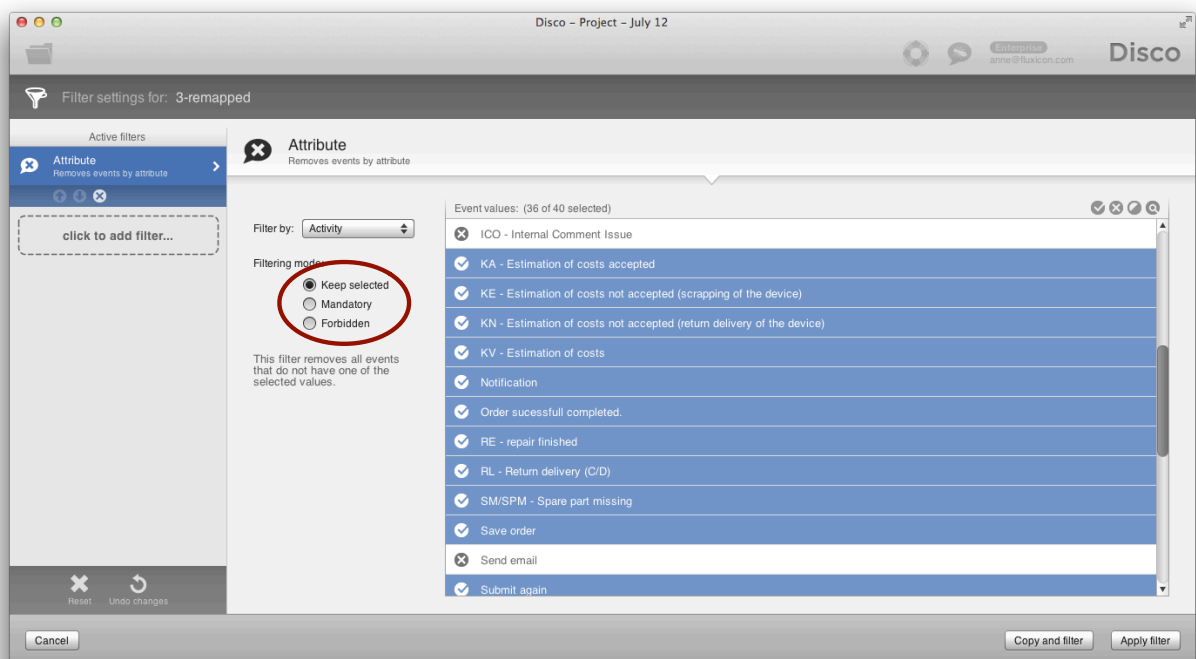 Disco – Project – July 12
Enterprise
anne@fluxicon.com
Disco
Filter settings for: 3-remapped
Active filters
Attribute
Removes events by attribute
click to add filter...
Reset
Undo changes
Attribute
Removes events by attribute
Filter by: Activity
Filtering mode:
Keep selected
Mandatory
Forbidden
This filter removes all events
that do not have one of the
selected values.
Event values: (36 of 40 selected)
ICO - Internal Comment Issue
KA - Estimation of costs accepted
KE - Estimation of costs not accepted (scrapping of the device)
KN - Estimation of costs not accepted (return delivery of the device)
KV - Estimation of costs
Notification
Order sucessfull completed.
RE - repair finished
RL - Return delivery (C/D)
SM/SPM - Spare part missing
Save order
Send email
Submit again
Cancel
Copy and filter
Apply filter